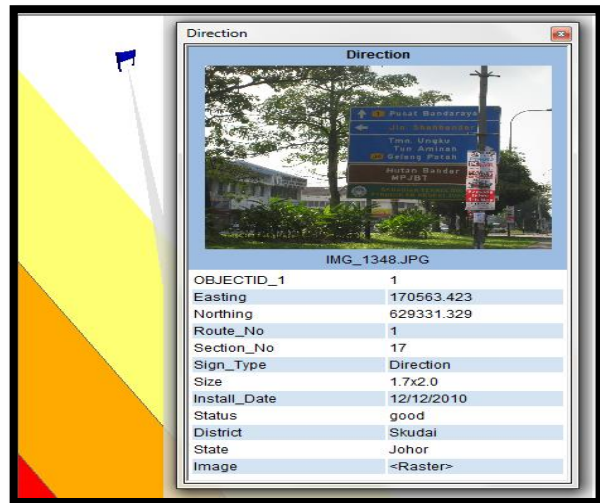 Direction
Direction
Pusat Bandaraya
Jln. Skudai
Tmn. Ungku
Tun Aminah
Gelang Patah
Hutan Bandar
MPJBT
IMG_1348.JPG
OBJECTID_1 1
Easting 170563.423
Northing 629331.329
Route_No 1
Section_No 17
Sign_Type Direction
Size 1.7x2.0
Install_Date 12/12/2010
Status good
District Skudai
State Johor
Image <Raster>